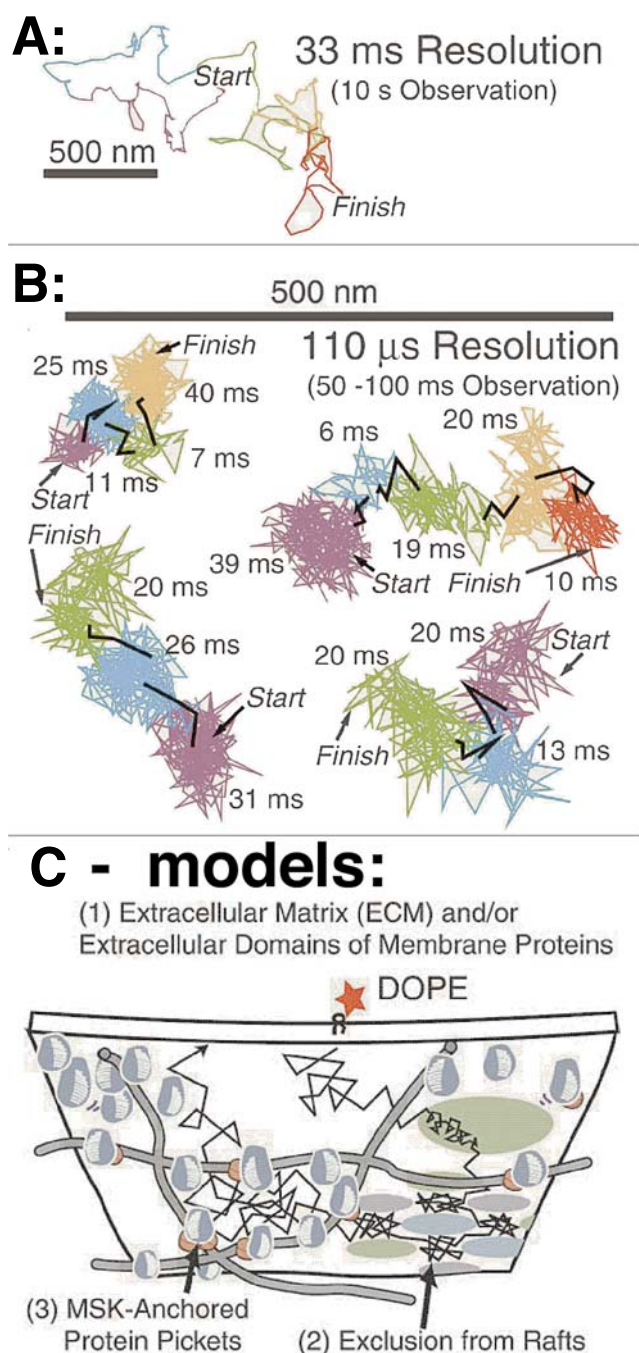 A:
33 ms Resolution
(10 s Observation)
Start
500 nm
Finish
B:
500 nm
110 µs Resolution
(50 -100 ms Observation)
Finish
25 ms
40 ms
7 ms
11 ms
Start
6 ms
20 ms
39 ms
19 ms
Start
Finish
10 ms
Finish
20 ms
26 ms
Start
31 ms
20 ms
Start
20 ms
Finish
13 ms
C - models:
(1) Extracellular Matrix (ECM) and/or
Extracellular Domains of Membrane Proteins
DOPE
(3) MSK-Anchored
Protein Pickets
(2) Exclusion from Rafts